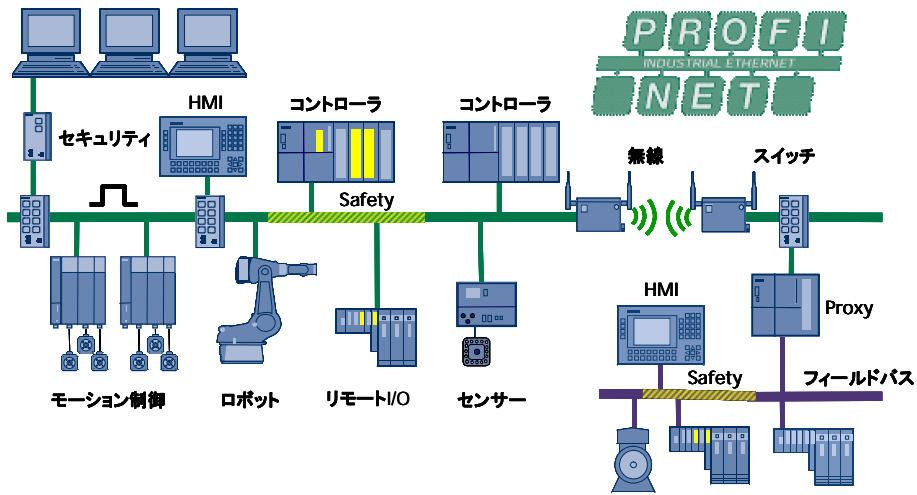 PROFI
INDUSTRIAL ETHERNET
NET
HMI
コントローラ
コントローラ
セキュリティ
無線
スイッチ
Safety
HMI
Proxy
Safety
フィールドバス
モーション制御
ロボット
リモートI/O
センサー